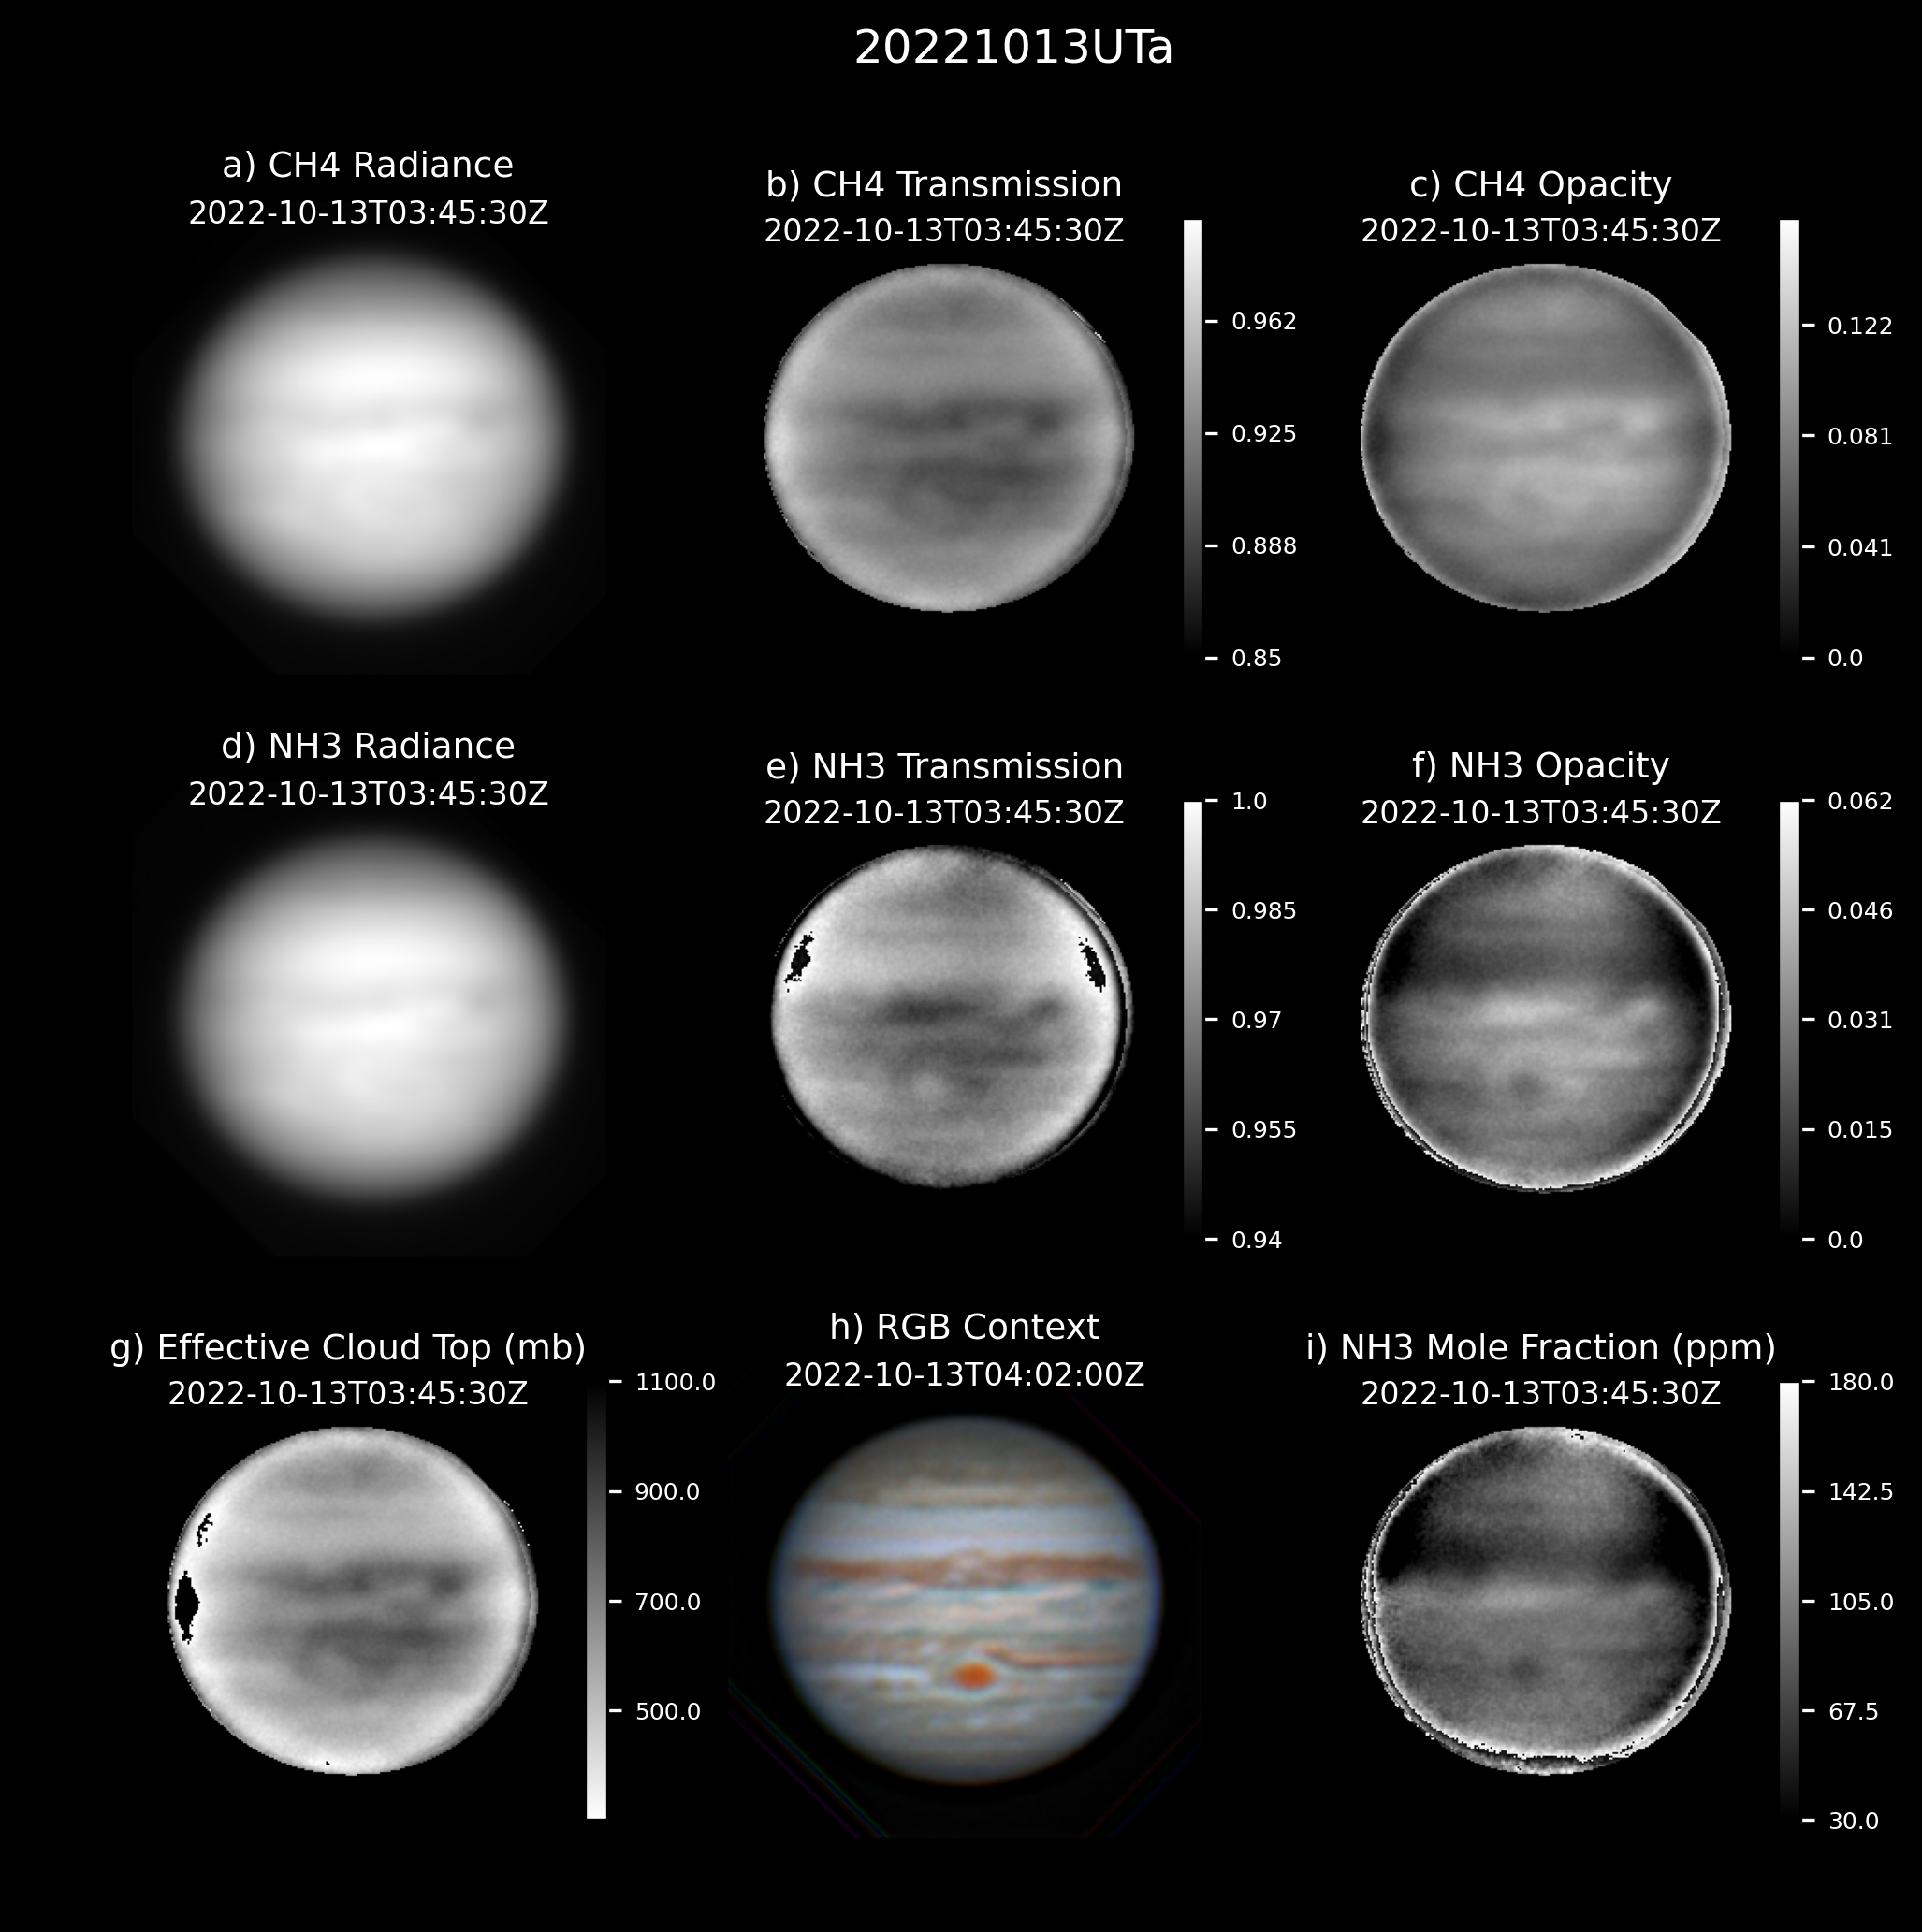 20221013UTa
a) CH4 Radiance
2022-10-13T03:45:30Z
b) CH4 Transmission
2022-10-13T03:45:30Z
0.962
0.925
0.888
0.85
c) CH4 Opacity
2022-10-13T03:45:30Z
0.122
0.081
0.041
0.0
d) NH3 Radiance
2022-10-13T03:45:30Z
e) NH3 Transmission
2022-10-13T03:45:30Z
1.0
0.985
0.97
0.955
0.94
f) NH3 Opacity
2022-10-13T03:45:30Z
0.062
0.046
0.031
0.015
0.0
g) Effective Cloud Top (mb)
2022-10-13T03:45:30Z
1100.0
900.0
700.0
500.0
h) RGB Context
2022-10-13T04:02:00Z
i) NH3 Mole Fraction (ppm)
2022-10-13T03:45:30Z
180.0
142.5
105.0
67.5
30.0